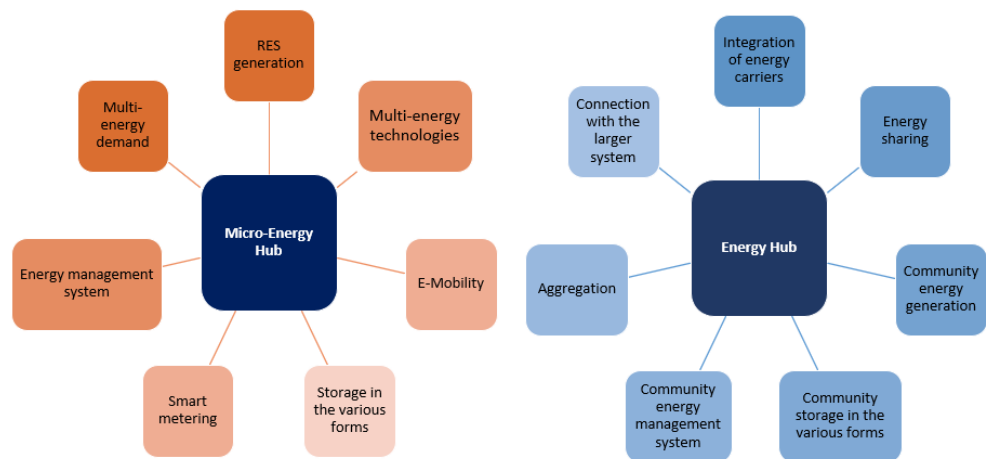 RES
generation
Multi-energy
technologies
E-Mobility
Storage in
the various
forms
Smart
metering
Energy management
system
Multi-
energy
demand
Micro-Energy
Hub
Integration
of energy
carriers
Energy
sharing
Community
energy
generation
Community
storage in the
various forms
Community
energy
management
system
Aggregation
Connection
with the
larger
system
Energy Hub